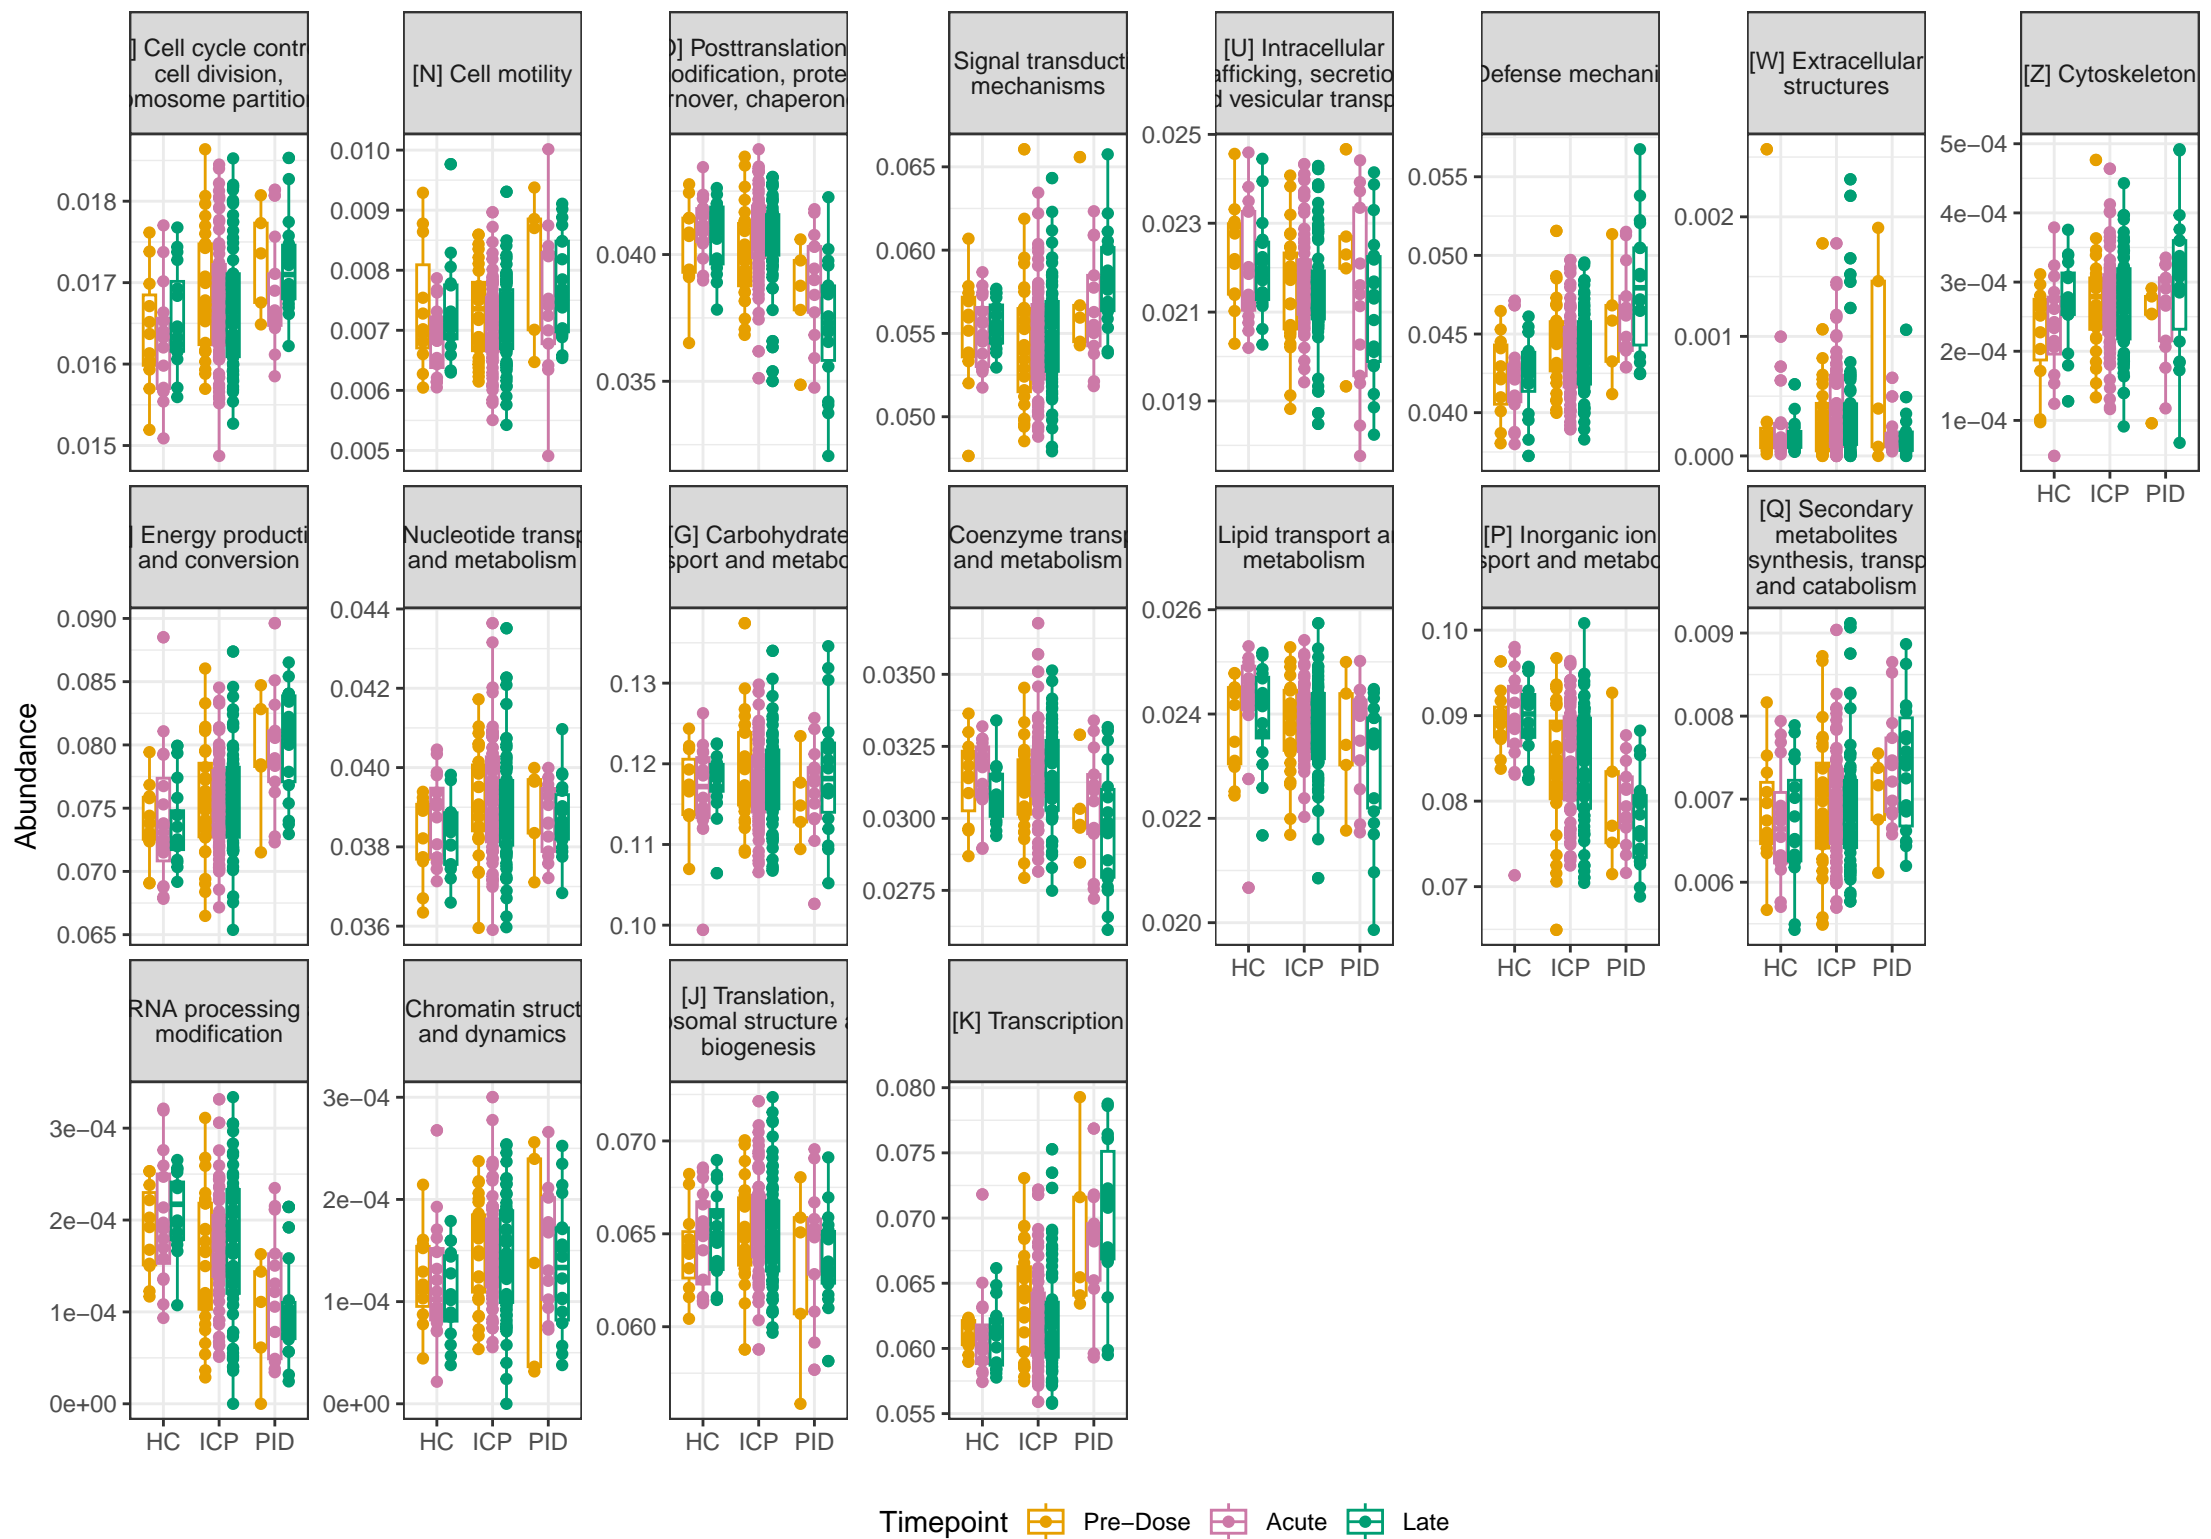 ] Cell cycle contr
cell division,
omosome partitio
[N] Cell motility
O] Posttranslation
odification, prote
rnover, chaperon
Signal transduct
mechanisms
[U] Intracellular
afficking, secretio
d vesicular transp
Defense mechani
[W] Extracellular
structures
[Z] Cytoskeleton
0.018
0.017
0.016
0.015
0.010
0.009
0.008
0.007
0.006
0.005
0.040
0.035
0.065
0.060
0.055
0.050
0.025
0.023
0.021
0.019
0.055
0.050
0.045
0.040
0.002
0.001
0.000
5e−04
4e−04
3e−04
2e−04
1e−04
HC ICP PID
] Energy producti
and conversion
Nucleotide transp
and metabolism
[G] Carbohydrate
sport and metabo
Coenzyme transp
and metabolism
Lipid transport ar
metabolism
[P] Inorganic ion
sport and metabo
[Q] Secondary
metabolites
synthesis, transp
and catabolism
0.090
0.085
0.080
0.075
0.070
0.065
0.044
0.042
0.040
0.038
0.036
0.13
0.12
0.11
0.10
0.0350
0.0325
0.0300
0.0275
0.026
0.024
0.022
0.020
0.10
0.09
0.08
0.07
0.009
0.008
0.007
0.006
HC ICP PID
HC ICP PID
HC ICP PID
Abundance
RNA processing a
modification
Chromatin struct
and dynamics
[J] Translation,
osomal structure a
biogenesis
[K] Transcription
3e−04
2e−04
1e−04
0e+00
3e−04
2e−04
1e−04
0e+00
0.070
0.065
0.060
0.080
0.075
0.070
0.065
0.060
0.055
HC ICP PID
HC ICP PID
HC ICP PID
HC ICP PID
Timepoint Pre−Dose Acute Late